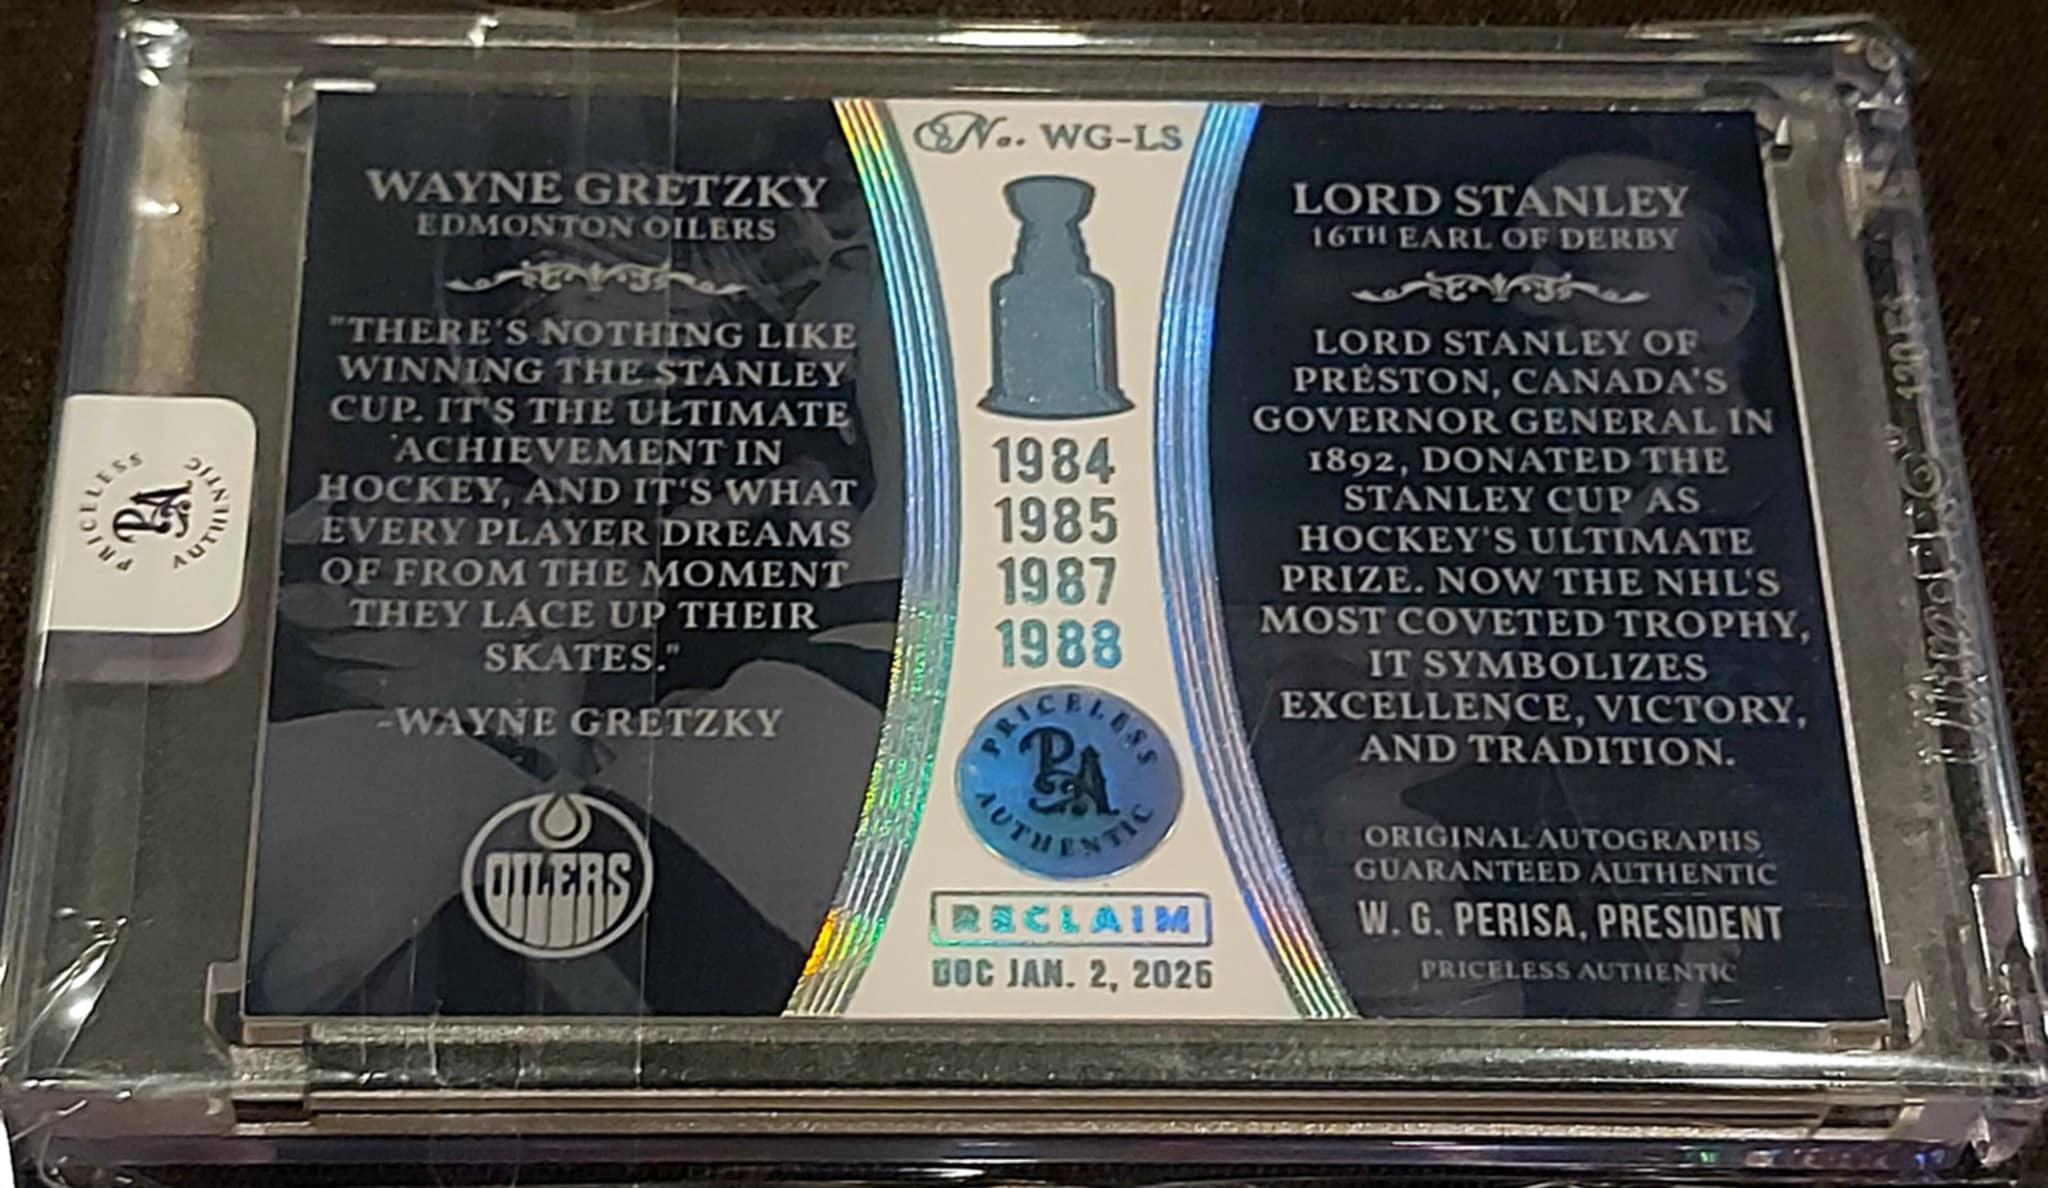 No. WG-LS
WAYNE GRETZKY
EDMONTON OILERS
"THERE'S NOTHING LIKE
WINNING THE STANLEY
CUP. IT'S THE ULTIMATE
ACHIEVEMENT IN
HOCKEY, AND IT'S WHAT
EVERY PLAYER DREAMS
OF FROM THE MOMENT
THEY LACE UP THEIR
SKATES."
-WAYNE GRETZKY
OILERS
1984
1985
1987
1988
PRICELESS
PA
AUTHENTIC
RECLAIM
DOC JAN. 2, 2025
LORD STANLEY
16TH EARL OF DERBY
LORD STANLEY OF
PRESTON, CANADA'S
GOVERNOR GENERAL IN
1892, DONATED THE
STANLEY CUP AS
HOCKEY'S ULTIMATE
PRIZE. NOW THE NHL'S
MOST COVETED TROPHY,
IT SYMBOLIZES
EXCELLENCE, VICTORY,
AND TRADITION.
ORIGINAL AUTOGRAPHS
GUARANTEED AUTHENTIC
W. G. PERISA, PRESIDENT
PRICELESS AUTHENTIC
PRICELESS
PA
AUTHENTIC